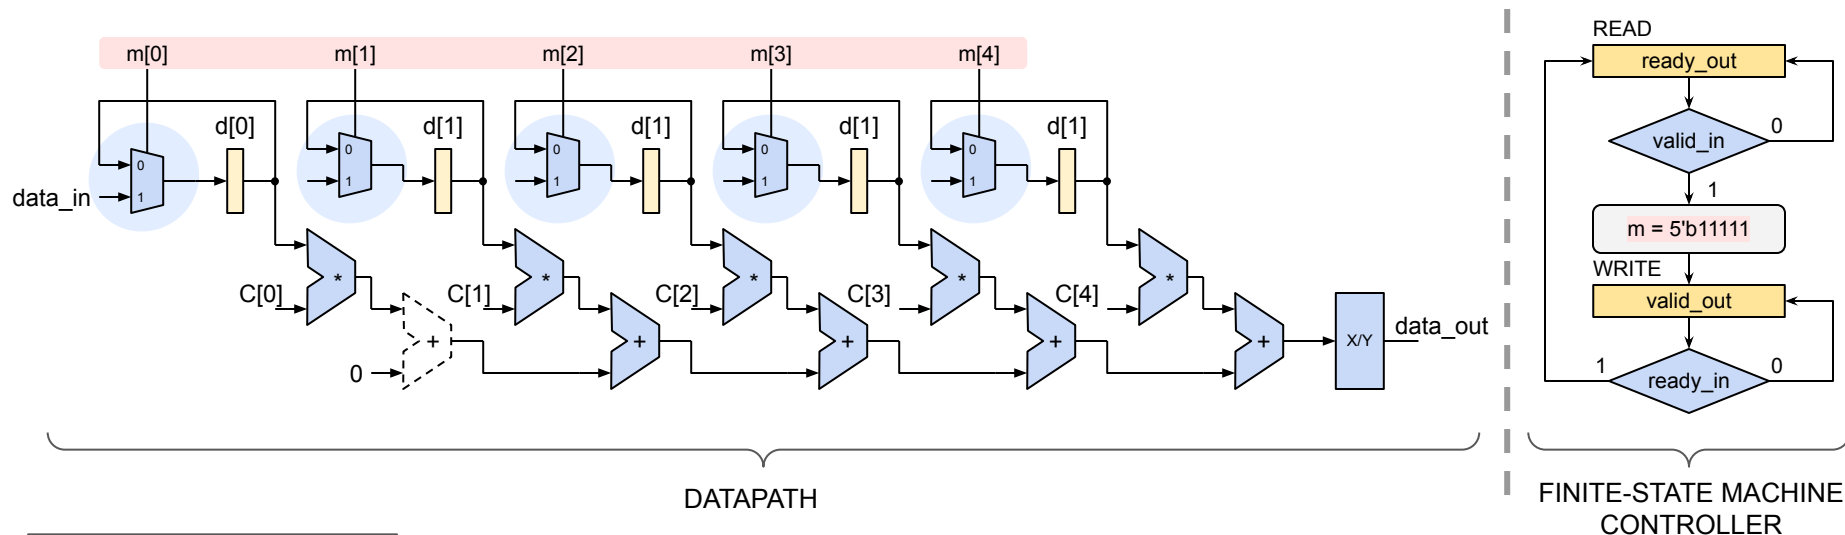 m[0] m[1] m[2] m[3] m[4]
d[0] d[1] d[1] d[1] d[1]
0 0 0 0 0
1 1 1 1 1
data_in
* * * * *
C[0] C[1] C[2] C[3] C[4]
+ + + + +
0
X/Y
data_out
DATAPATH
READ
ready_out
valid_in
0
1
m = 5'b11111
WRITE
valid_out
1
ready_in
0
FINITE-STATE MACHINE
CONTROLLER